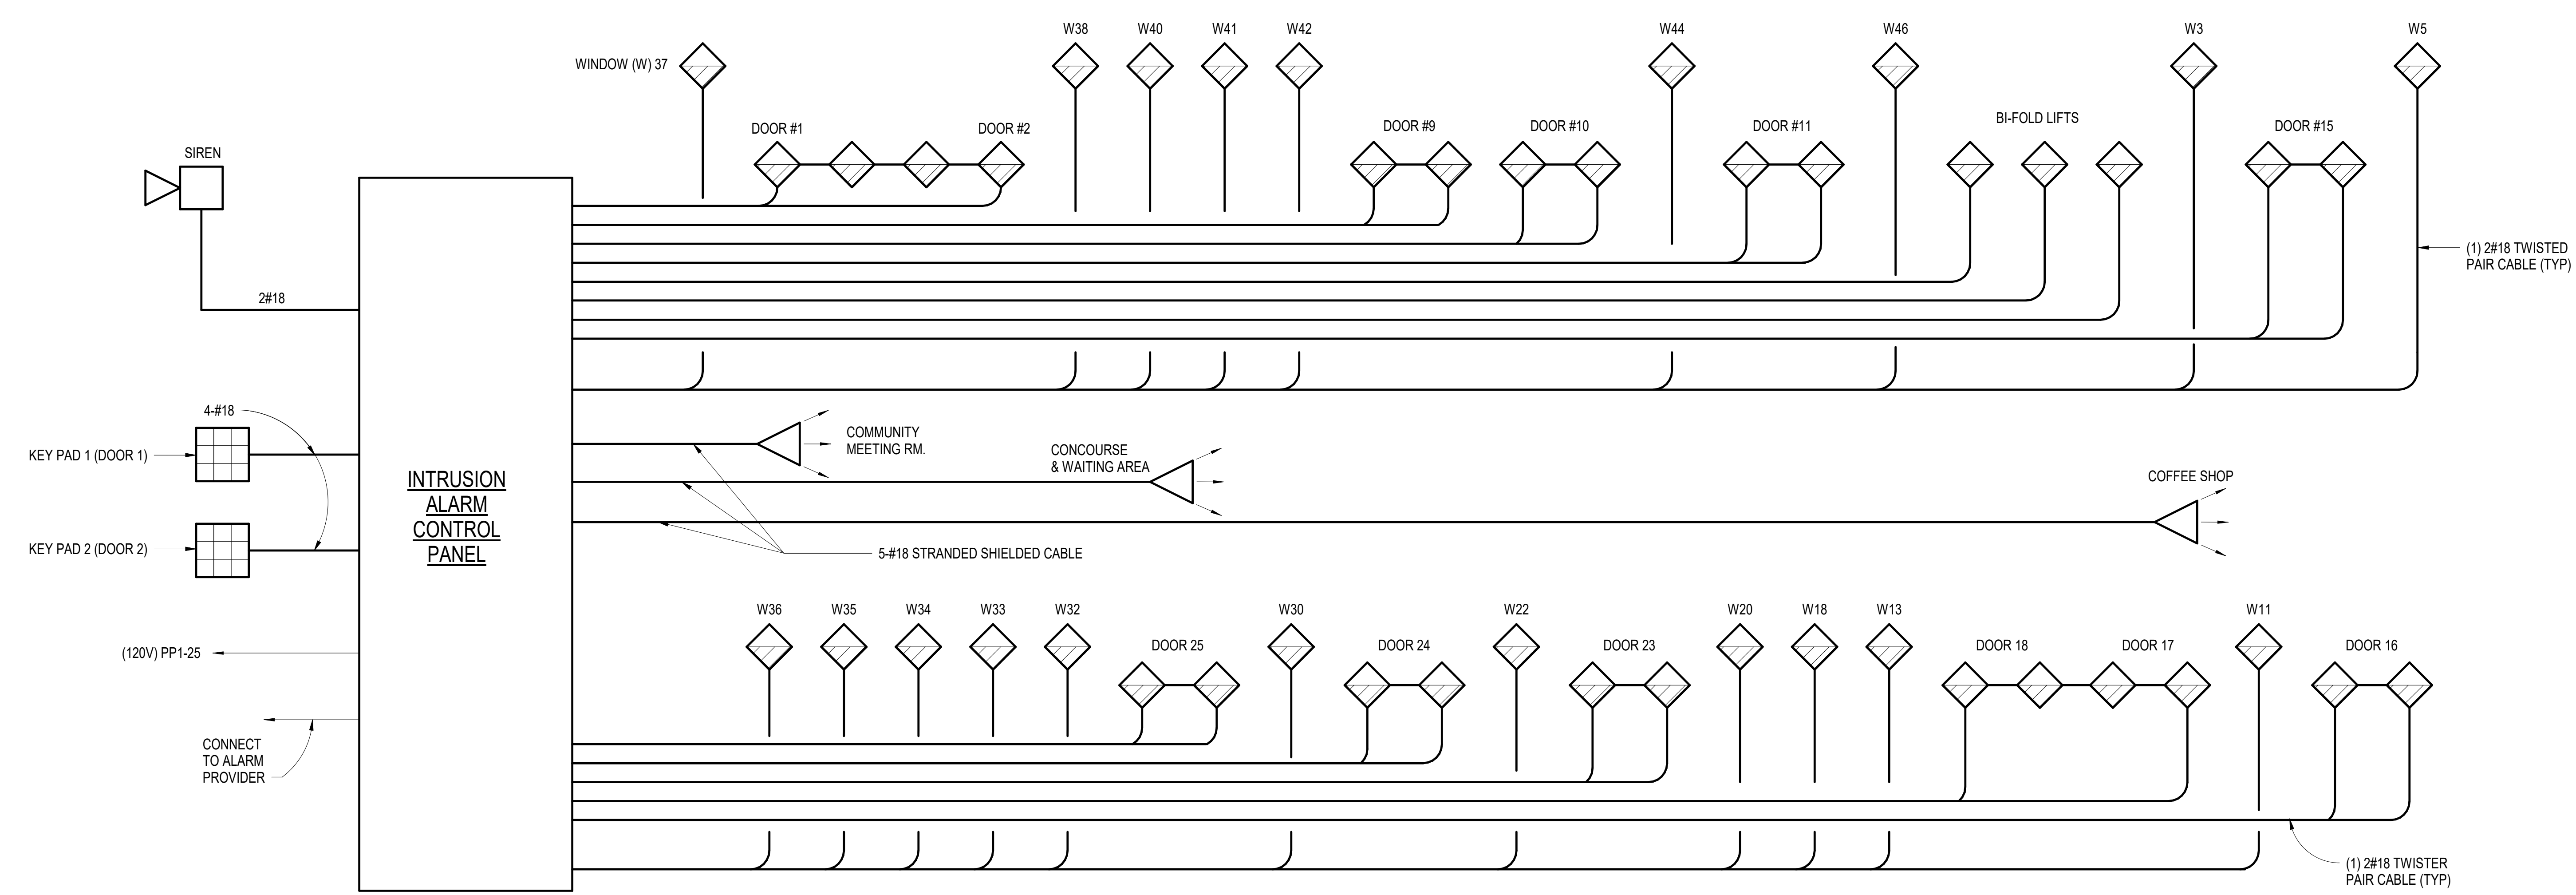 W38
W40
W41
W42
W44
W46
W3
W5
WINDOW (W) 37
DOOR #1
DOOR #2
DOOR #9
DOOR #10
DOOR #11
BI-FOLD LIFTS
DOOR #15
SIREN
(1) 2#18 TWISTED
PAIR CABLE (TYP)
2#18
4-#18
KEY PAD 1 (DOOR 1)
KEY PAD 2 (DOOR 2)
INTRUSION
ALARM
CONTROL
PANEL
COMMUNITY
MEETING RM.
CONCOURSE
& WAITING AREA
COFFEE SHOP
5-#18 STRANDED SHIELDED CABLE
(120V) PP1-25
CONNECT
TO ALARM
PROVIDER
W36
W35
W34
W33
W32
DOOR 25
W30
DOOR 24
W22
DOOR 23
W20
W18
W13
DOOR 18
DOOR 17
W11
DOOR 16
(1) 2#18 TWISTER
PAIR CABLE (TYP)